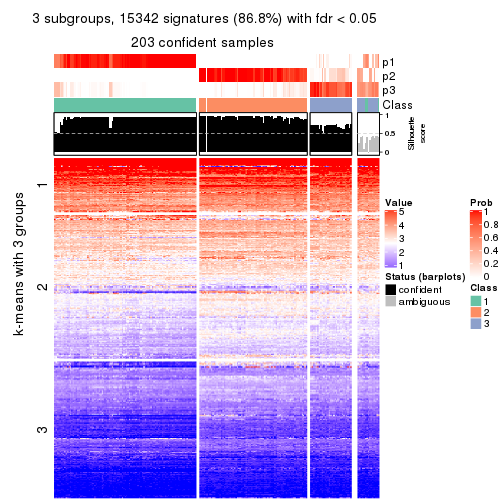 3 subgroups, 15342 signatures (86.8%) with fdr < 0.05
203 confident samples
p1
p2
p3
Class
1
0.5
0
Silhouette
score
k-means with 3 groups
1
2
3
Value
5
4
3
2
1
Status (barplots)
confident
ambiguous
Prob
1
0.8
0.6
0.4
0.2
0
Class
1
2
3